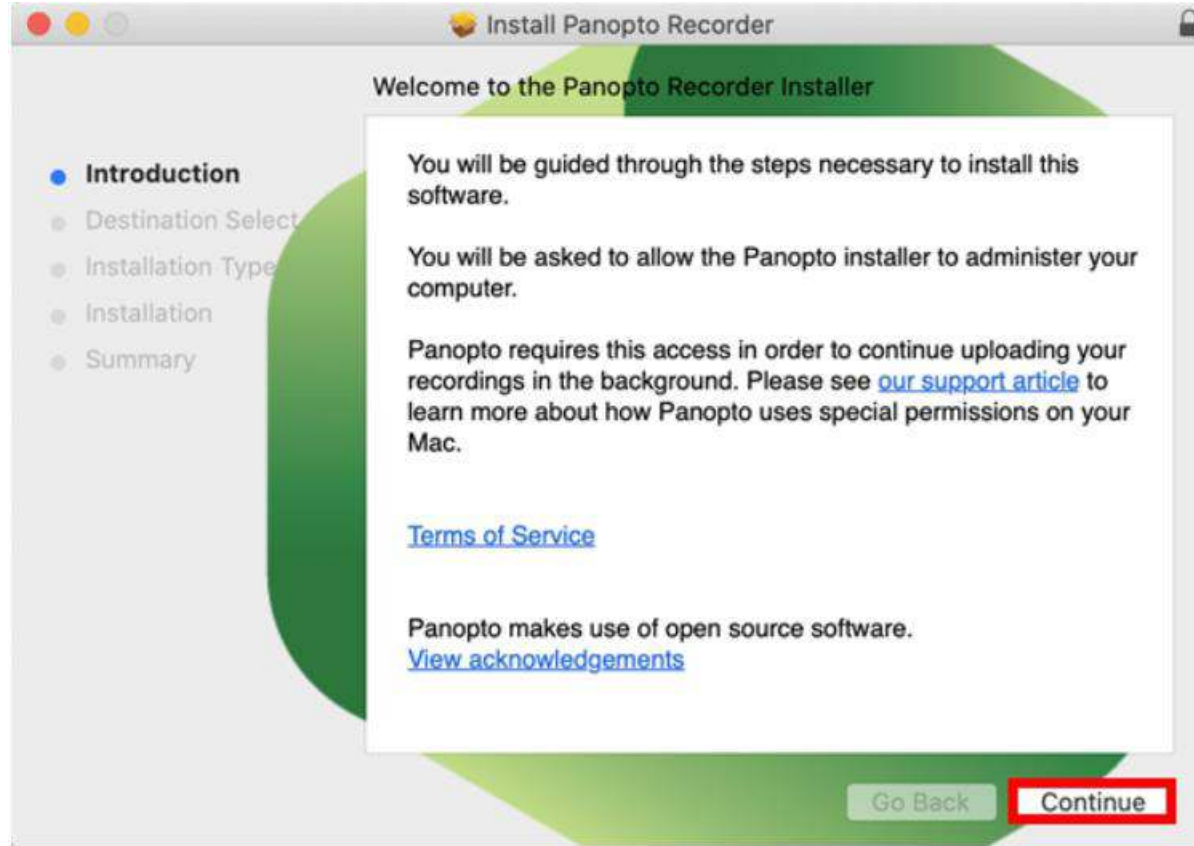 Install Panopto Recorder
Welcome to the Panopto Recorder Installer
Introduction
Destination Select
Installation Type
Installation
Summary
You will be guided through the steps necessary to install this
software.
You will be asked to allow the Panopto installer to administer your
computer.
Panopto requires this access in order to continue uploading your
recordings in the background. Please see our support article to
learn more about how Panopto uses special permissions on your
Mac.
Terms of Service
Panopto makes use of open source software.
View acknowledgements
Go Back
Continue